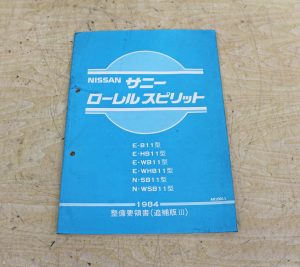 NISSAN サニー
ローレル スピリット
E-B11型
E-HB11型
E-WB11型
E-WHB11型
N-SB11型
N-WSB11型
1984
整備要領書(追補版Ⅲ)